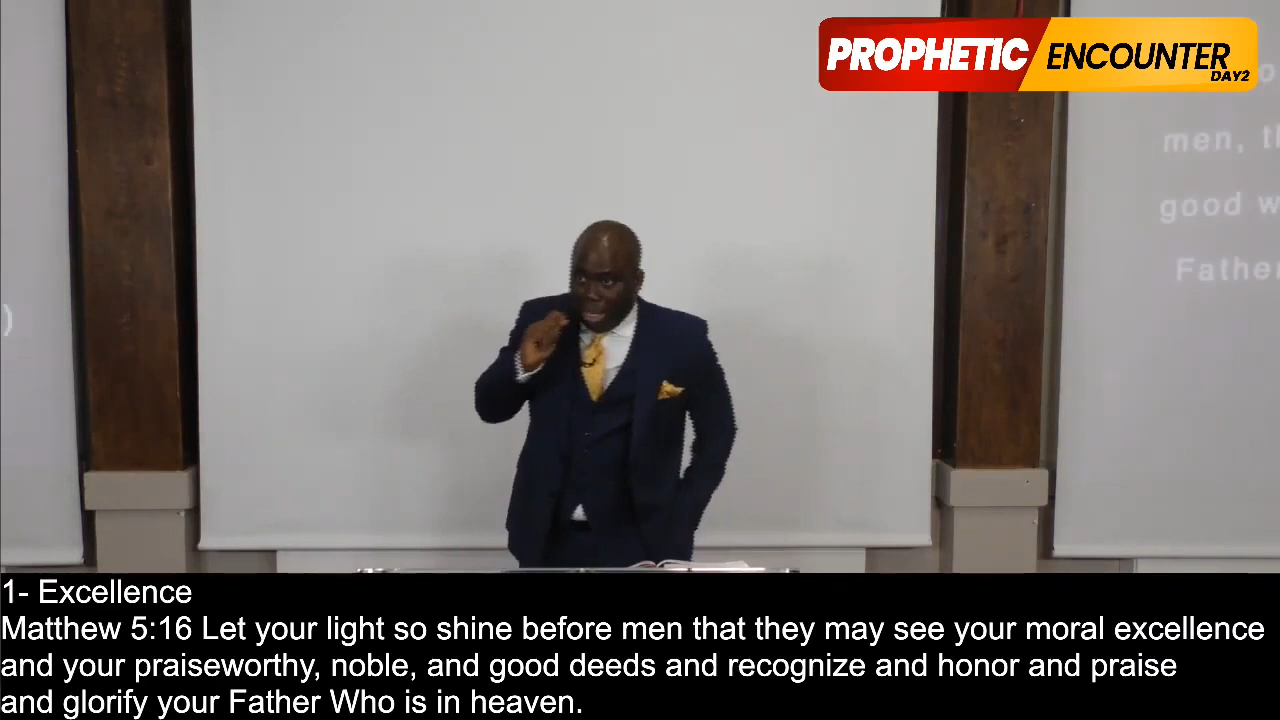 PROPHETIC ENCOUNTER
DAY2
men,
good
)
1- Excellence
Matthew 5:16 Let your light so shine before men that they may see your moral excellence
and your praiseworthy, noble, and good deeds and recognize and honor and praise
and glorify your Father Who is in heaven.